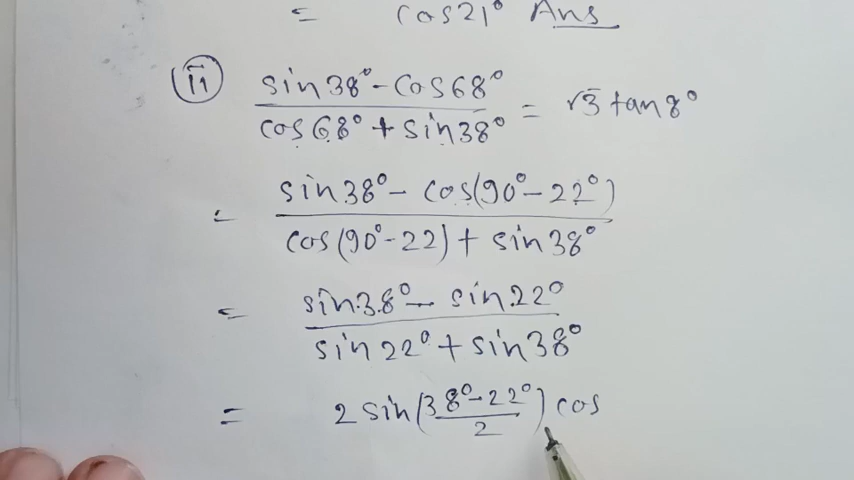 = cos21° Ans
(ii) sin38° - cos68° / cos68° + sin38° = √3 tan8°
= sin38° - cos(90° - 22°) / cos(90° - 22) + sin38°
= sin38° - sin22° / sin22° + sin38°
= 2 sin(38° - 22° / 2) cos